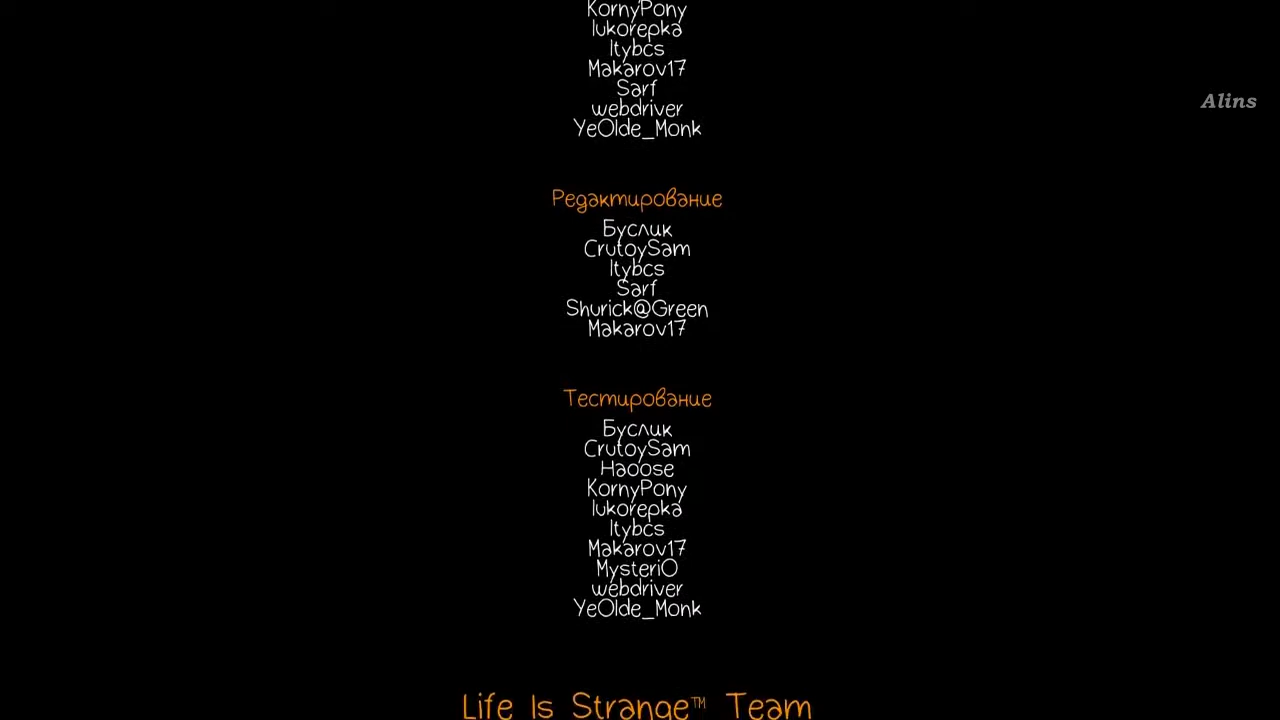 KornyPony
lukorepka
ltybcs
Makarov17
Sarf
webdriver
YeOlde_Monk
Alins
Редактирование
Буслик
CrutoySam
ltybcs
Sarf
Shurick@Green
Makarov17
Тестирование
Буслик
CrutoySam
Haoose
KornyPony
lukorepka
ltybcs
Makarov17
MysteriO
webdriver
YeOlde_Monk
Life Is Strange™ Team